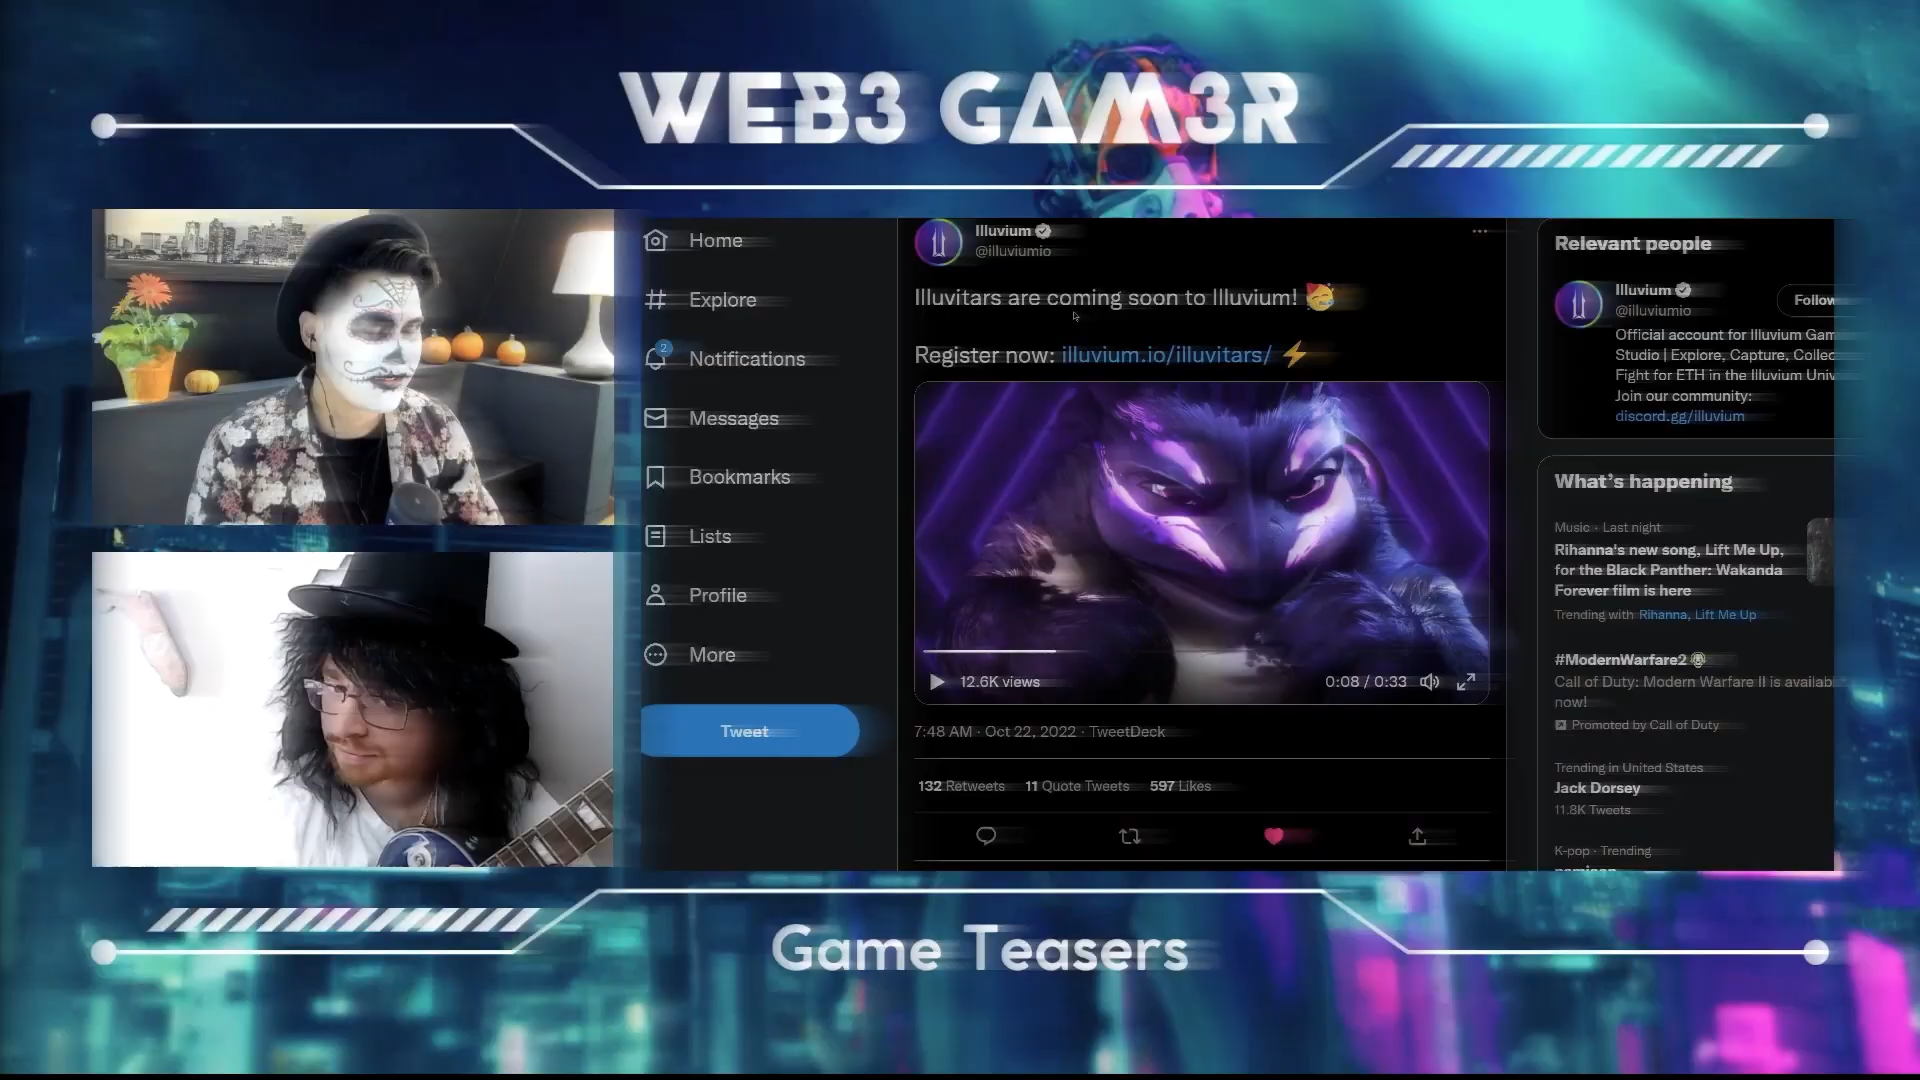 WEB3 GAM3R
Home
Explore
2
Notifications
Messages
Bookmarks
Lists
Profile
More
Tweet
Illuvium
@illuviumio
Illuvitars are coming soon to Illuvium! 🥳
Register now: illuvium.io/illuvitars/ ⚡
12.6K views
0:08 / 0:33
7:48 AM · Oct 22, 2022 · TweetDeck
132 Retweets 11 Quote Tweets 597 Likes
Relevant people
Illuvium
@illuviumio
Follow
Official account for Illuvium Gam
Studio | Explore, Capture, Collec
Fight for ETH in the Illuvium Univ
Join our community:
discord.gg/illuvium
What's happening
Music · Last night
Rihanna's new song, Lift Me Up,
for the Black Panther: Wakanda
Forever film is here
Trending with Rihanna, Lift Me Up
#ModernWarfare2
Call of Duty: Modern Warfare II is availabl
now!
Promoted by Call of Duty
Trending in United States
Jack Dorsey
11.8K Tweets
K-pop · Trending
Game Teasers